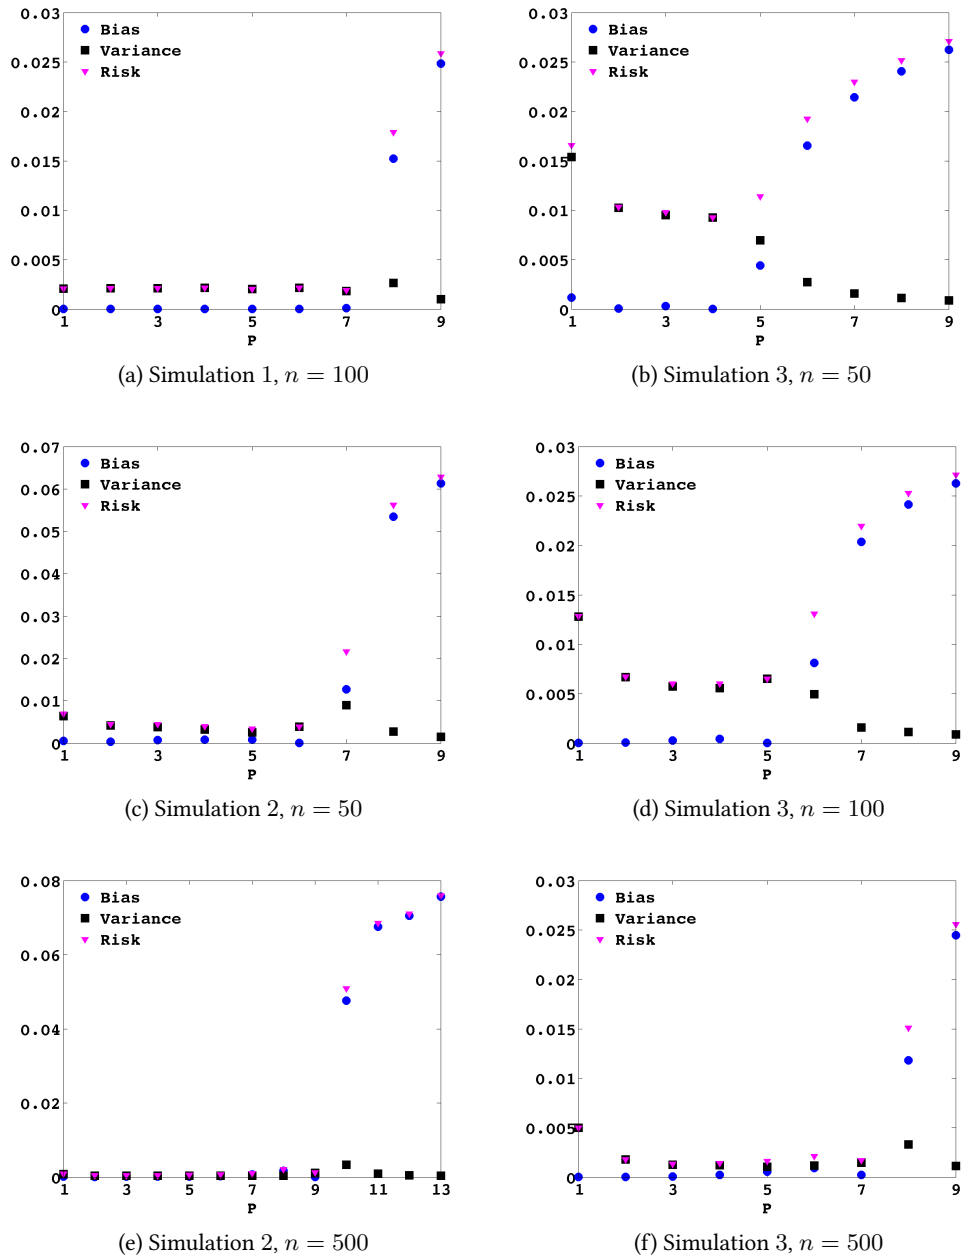 0.03
0.025
0.02
0.015
0.01
0.005
0
1 3 5 7 9
P
Bias
Variance
Risk
(a) Simulation 1, n = 100
0.03
0.025
0.02
0.015
0.01
0.005
0
1 3 5 7 9
P
Bias
Variance
Risk
(b) Simulation 3, n = 50
0.07
0.06
0.05
0.04
0.03
0.02
0.01
0
1 3 5 7 9
P
Bias
Variance
Risk
(c) Simulation 2, n = 50
0.03
0.025
0.02
0.015
0.01
0.005
0
1 3 5 7 9
P
Bias
Variance
Risk
(d) Simulation 3, n = 100
0.08
0.06
0.04
0.02
0
1 3 5 7 9 11 13
P
Bias
Variance
Risk
(e) Simulation 2, n = 500
0.03
0.025
0.02
0.015
0.01
0.005
0
1 3 5 7 9
P
Bias
Variance
Risk
(f) Simulation 3, n = 500